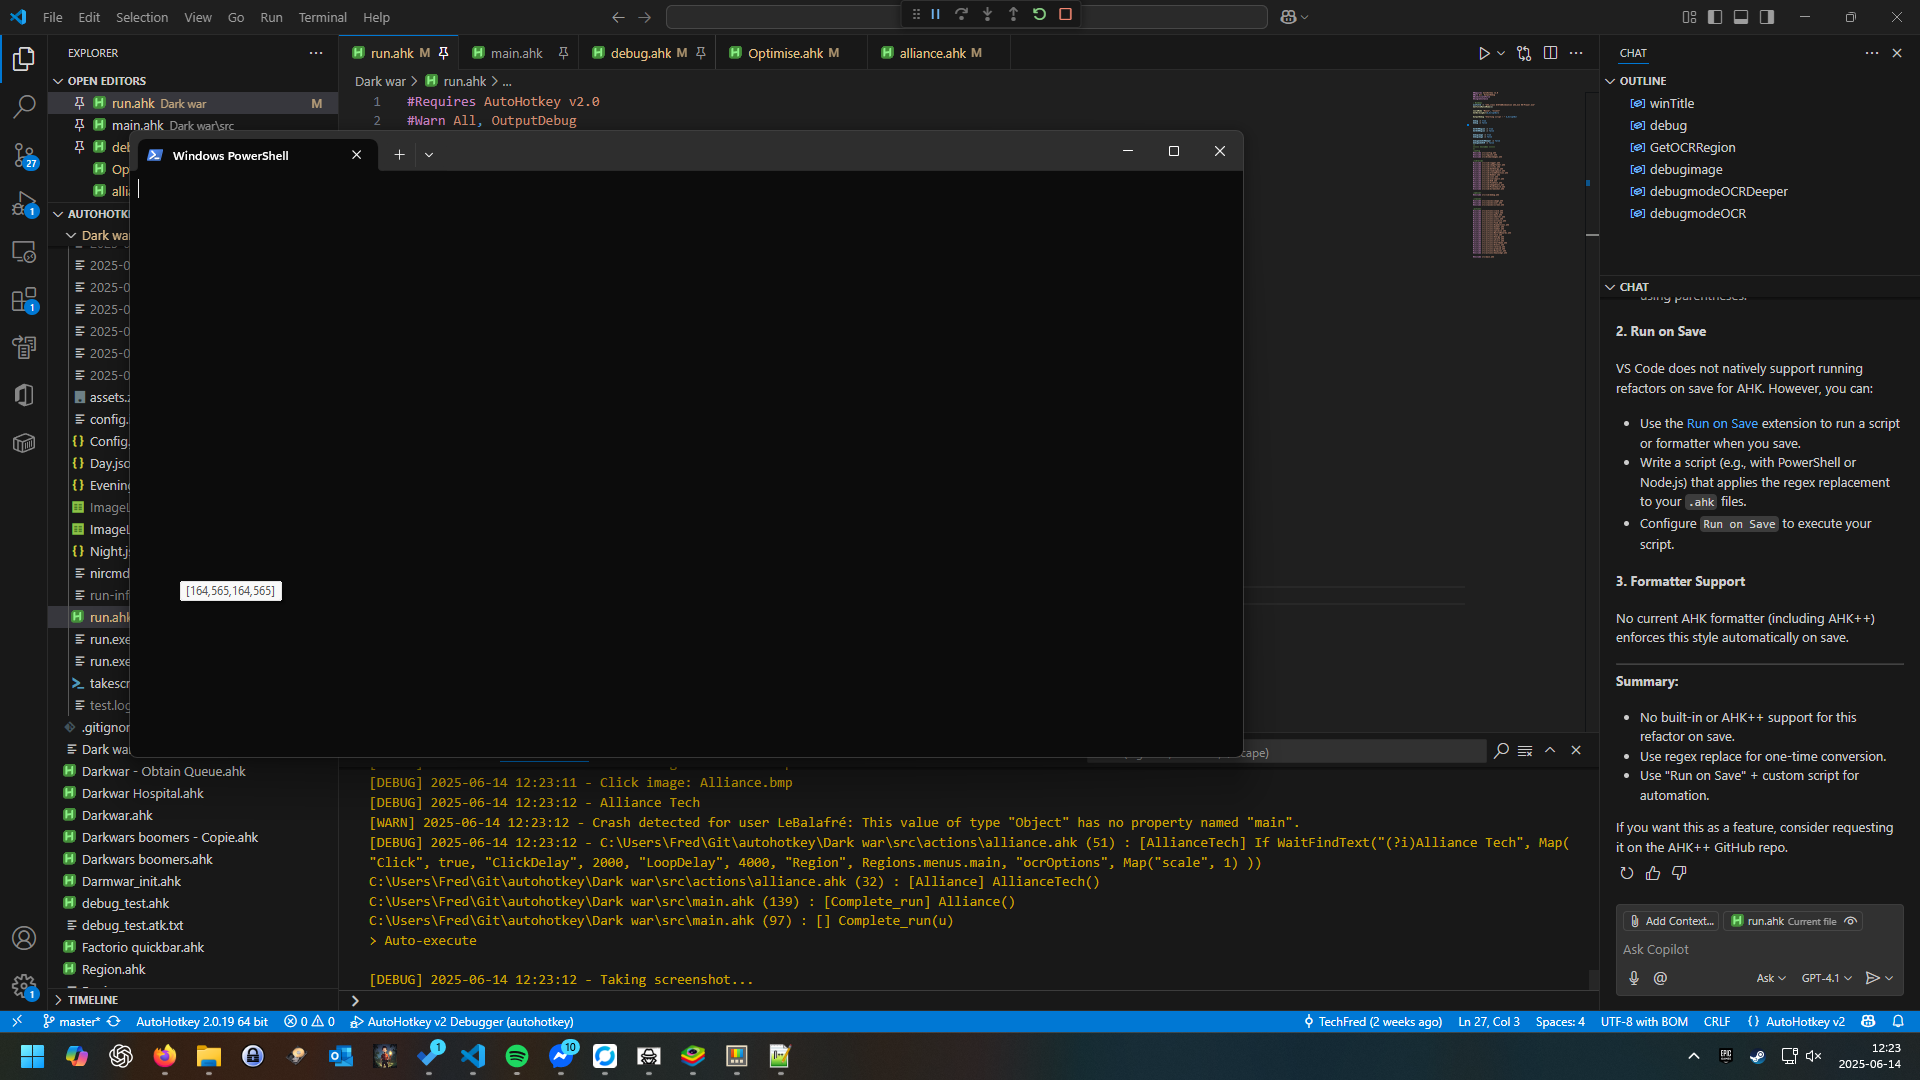 File Edit Selection View Go Run Terminal Help
EXPLORER
OPEN EDITORS
run.ahk Dark war M
main.ahk Dark war\src
AUTOHOTK
Dark wa
2025-0
2025-0
2025-0
2025-0
2025-0
2025-0
assets.z
config.
Config.
Day.jso
Evening
ImageL
ImageL
Night.j
nircmd
run-inf
run.ahk
run.exe
run.exe
takescr
test.log
.gitignor
Dark wa
Darkwar - Obtain Queue.ahk
Darkwar Hospital.ahk
Darkwar.ahk
Darkwars boomers - Copie.ahk
Darkwars boomers.ahk
Darmwar_init.ahk
debug_test.ahk
debug_test.atk.txt
Factorio quickbar.ahk
Region.ahk
TIMELINE
27
1
1
1
run.ahk M
main.ahk
debug.ahk M
Optimise.ahk M
alliance.ahk M
Dark war > run.ahk > ...
1 #Requires AutoHotkey v2.0
2 #Warn All, OutputDebug
Windows PowerShell
[164,565,164,565]
cape)
[DEBUG] 2025-06-14 12:23:11 - Click image: Alliance.bmp
[DEBUG] 2025-06-14 12:23:12 - Alliance Tech
[WARN] 2025-06-14 12:23:12 - Crash detected for user LeBalafré: This value of type "Object" has no property named "main".
[DEBUG] 2025-06-14 12:23:12 - C:\Users\Fred\Git\autohotkey\Dark war\src\actions\alliance.ahk (51) : [AllianceTech] If WaitFindText("(?i)Alliance Tech", Map(
"Click", true, "ClickDelay", 2000, "LoopDelay", 4000, "Region", Regions.menus.main, "ocrOptions", Map("scale", 1) ))
C:\Users\Fred\Git\autohotkey\Dark war\src\actions\alliance.ahk (32) : [Alliance] AllianceTech()
C:\Users\Fred\Git\autohotkey\Dark war\src\main.ahk (139) : [Complete_run] Alliance()
C:\Users\Fred\Git\autohotkey\Dark war\src\main.ahk (97) : [] Complete_run(u)
> Auto-execute
[DEBUG] 2025-06-14 12:23:12 - Taking screenshot...
>
CHAT
OUTLINE
winTitle
debug
GetOCRRegion
debugimage
debugmodeOCRDeeper
debugmodeOCR
CHAT
using parentheses.
2. Run on Save
VS Code does not natively support running
refactors on save for AHK. However, you can:
• Use the Run on Save extension to run a script
or formatter when you save.
• Write a script (e.g., with PowerShell or
Node.js) that applies the regex replacement
to your .ahk files.
• Configure Run on Save to execute your
script.
3. Formatter Support
No current AHK formatter (including AHK++)
enforces this style automatically on save.
Summary:
• No built-in or AHK++ support for this
refactor on save.
• Use regex replace for one-time conversion.
• Use "Run on Save" + custom script for
automation.
If you want this as a feature, consider requesting
it on the AHK++ GitHub repo.
Add Context... run.ahk Current file
Ask Copilot
@ Ask GPT-4.1
master* AutoHotkey 2.0.19 64 bit 0 0 AutoHotkey v2 Debugger (autohotkey)
TechFred (2 weeks ago) Ln 27, Col 3 Spaces: 4 UTF-8 with BOM CRLF AutoHotkey v2
1
10
12:23
2025-06-14